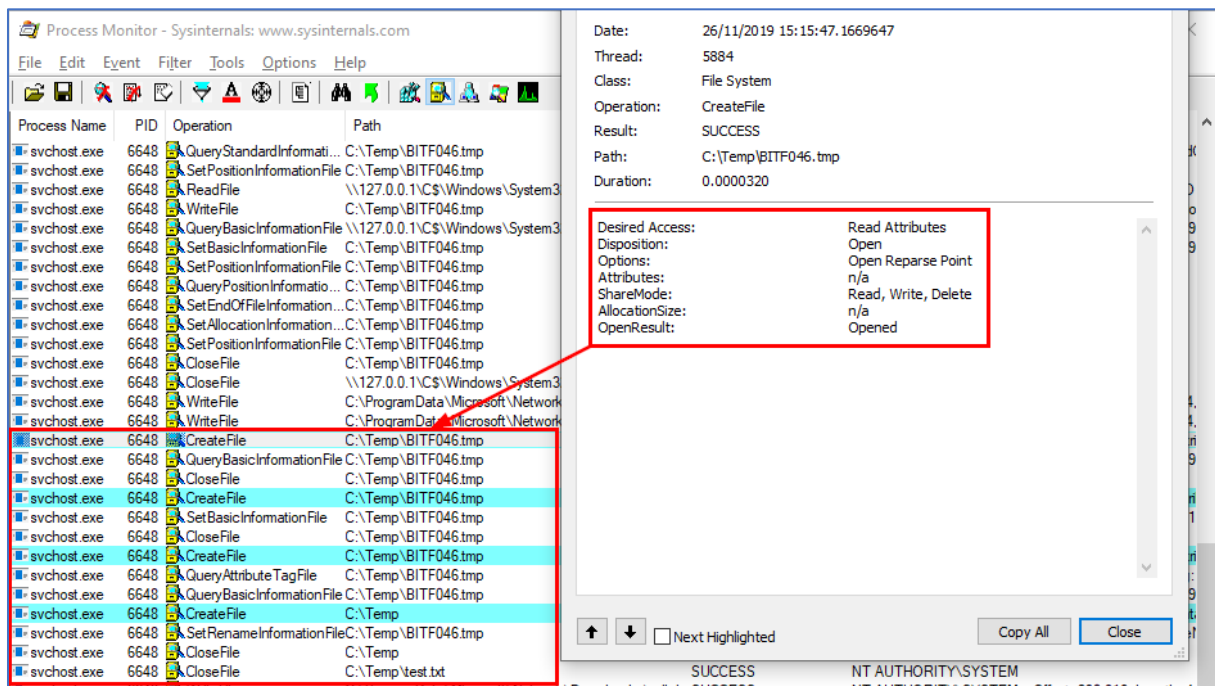 Process Monitor - Sysinternals: www.sysinternals.com
File Edit Event Filter Tools Options Help
Process Name PID Operation Path
svchost.exe 6648 QueryStandardInformati... C:\Temp\BITF046.tmp
svchost.exe 6648 SetPositionInformationFile C:\Temp\BITF046.tmp
svchost.exe 6648 ReadFile \\127.0.0.1\C$\Windows\System3
svchost.exe 6648 WriteFile C:\Temp\BITF046.tmp
svchost.exe 6648 QueryBasicInformationFile \\127.0.0.1\C$\Windows\System3
svchost.exe 6648 SetBasicInformationFile C:\Temp\BITF046.tmp
svchost.exe 6648 SetPositionInformationFile C:\Temp\BITF046.tmp
svchost.exe 6648 QueryPositionInformatio... C:\Temp\BITF046.tmp
svchost.exe 6648 SetEndOfFileInformation... C:\Temp\BITF046.tmp
svchost.exe 6648 SetAllocationInformation... C:\Temp\BITF046.tmp
svchost.exe 6648 SetPositionInformationFile C:\Temp\BITF046.tmp
svchost.exe 6648 CloseFile C:\Temp\BITF046.tmp
svchost.exe 6648 CloseFile \\127.0.0.1\C$\Windows\System3
svchost.exe 6648 WriteFile C:\ProgramData\Microsoft\Network
svchost.exe 6648 WriteFile C:\ProgramData\Microsoft\Network
svchost.exe 6648 CreateFile C:\Temp\BITF046.tmp
svchost.exe 6648 QueryBasicInformationFile C:\Temp\BITF046.tmp
svchost.exe 6648 CloseFile C:\Temp\BITF046.tmp
svchost.exe 6648 CreateFile C:\Temp\BITF046.tmp
svchost.exe 6648 SetBasicInformationFile C:\Temp\BITF046.tmp
svchost.exe 6648 CloseFile C:\Temp\BITF046.tmp
svchost.exe 6648 CreateFile C:\Temp\BITF046.tmp
svchost.exe 6648 QueryAttributeTagFile C:\Temp\BITF046.tmp
svchost.exe 6648 QueryBasicInformationFile C:\Temp\BITF046.tmp
svchost.exe 6648 CreateFile C:\Temp
svchost.exe 6648 SetRenameInformationFile C:\Temp\BITF046.tmp
svchost.exe 6648 CloseFile C:\Temp
svchost.exe 6648 CloseFile C:\Temp\test.txt SUCCESS NT AUTHORITY\SYSTEM
Date: 26/11/2019 15:15:47.1669647
Thread: 5884
Class: File System
Operation: CreateFile
Result: SUCCESS
Path: C:\Temp\BITF046.tmp
Duration: 0.0000320
Desired Access: Read Attributes
Disposition: Open
Options: Open Reparse Point
Attributes: n/a
ShareMode: Read, Write, Delete
AllocationSize: n/a
OpenResult: Opened
Next Highlighted Copy All Close